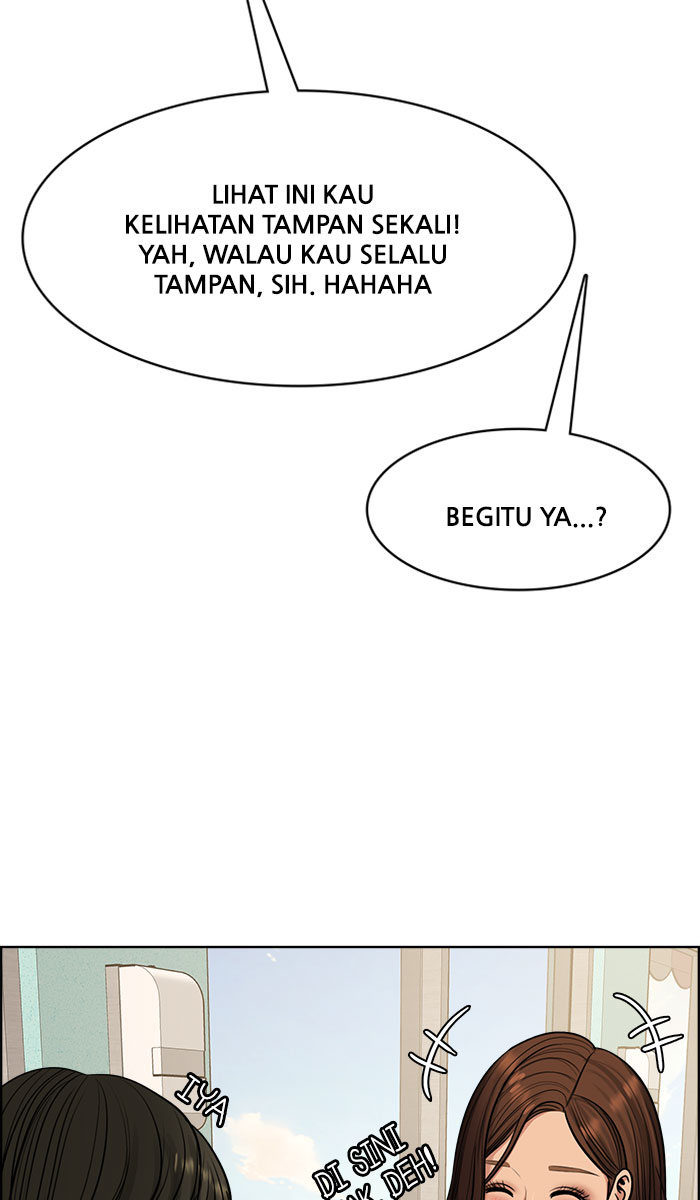 LIHAT INI KAU
KELIHATAN TAMPAN SEKALI!
YAH, WALAU KAU SELALU
TAMPAN, SIH. HAHAHA
BEGITU YA...?
IYA
DI SINI
DEH!